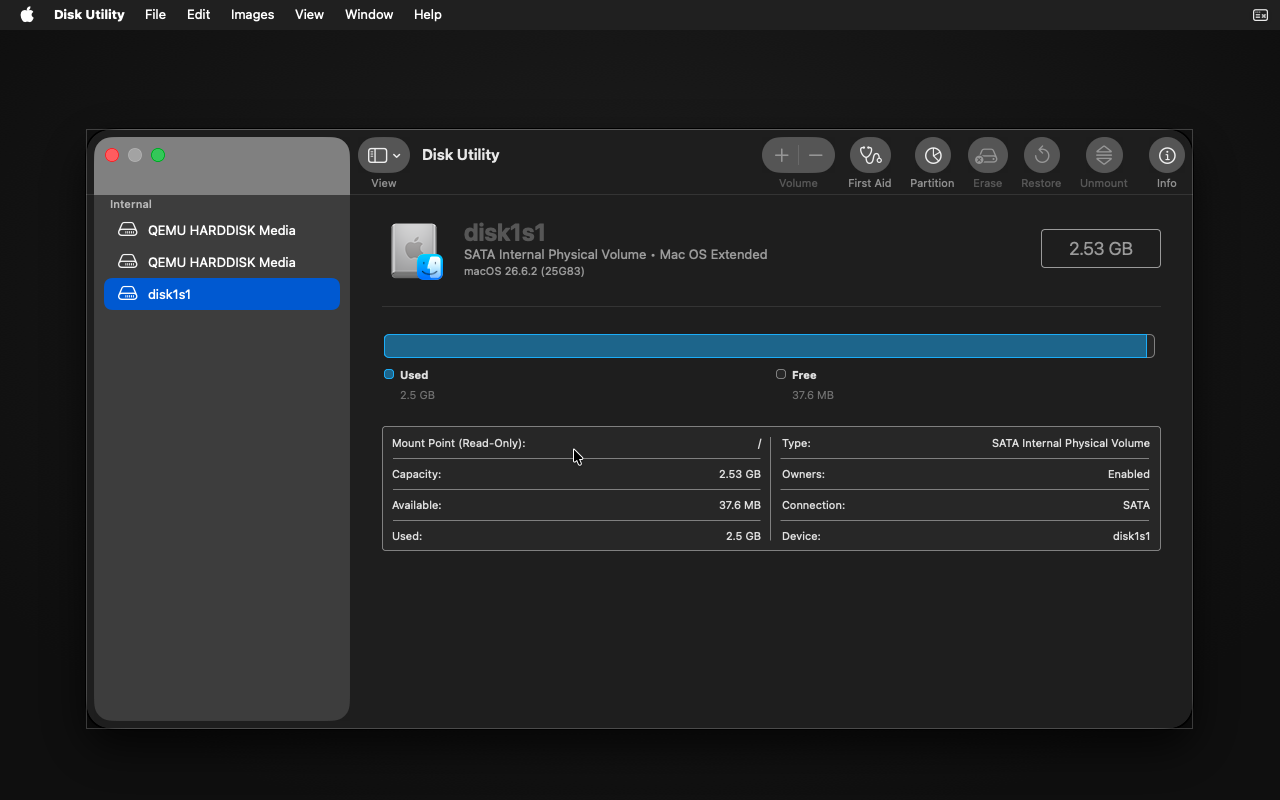 Disk Utility File Edit Images View Window Help
Disk Utility
View
Volume
First Aid
Partition
Erase
Restore
Unmount
Info
Internal
QEMU HARDDISK Media
QEMU HARDDISK Media
disk1s1
disk1s1
SATA Internal Physical Volume • Mac OS Extended
macOS 26.6.2 (25G83)
2.53 GB
Used
2.5 GB
Free
37.6 MB
Mount Point (Read-Only): /
Capacity: 2.53 GB
Available: 37.6 MB
Used: 2.5 GB
Type: SATA Internal Physical Volume
Owners: Enabled
Connection: SATA
Device: disk1s1